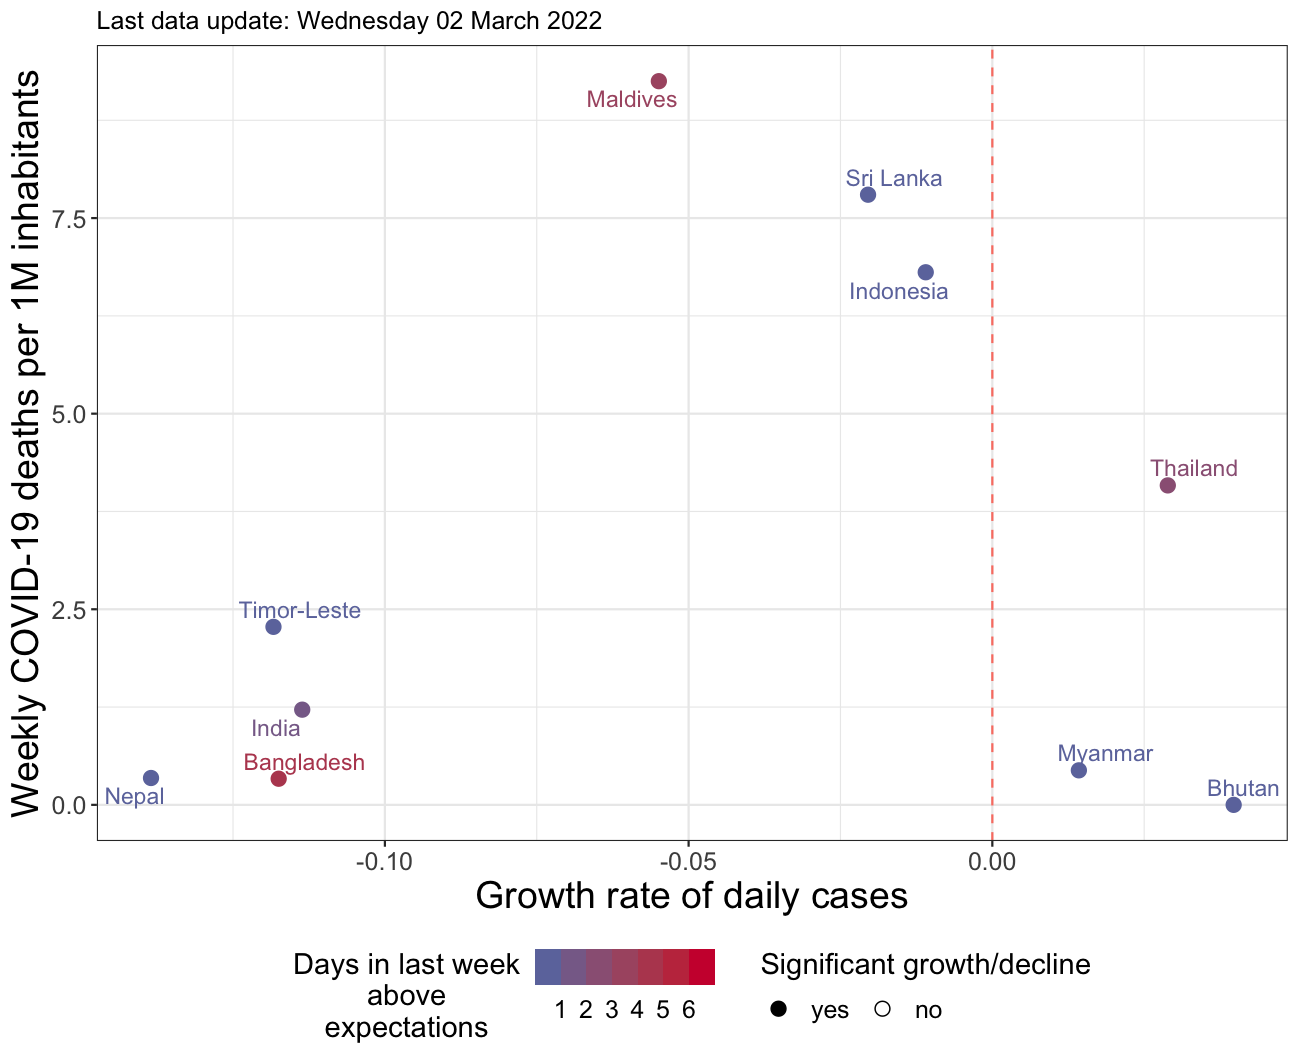 Last data update: Wednesday 02 March 2022
Weekly COVID-19 deaths per 1M inhabitants
7.5
5.0
2.5
0.0
Maldives
Sri Lanka
Indonesia
Thailand
Timor-Leste
India
Bangladesh
Nepal
Myanmar
Bhutan
-0.10 -0.05 0.00
Growth rate of daily cases
Days in last week
above
expectations
1 2 3 4 5 6
Significant growth/decline
yes no